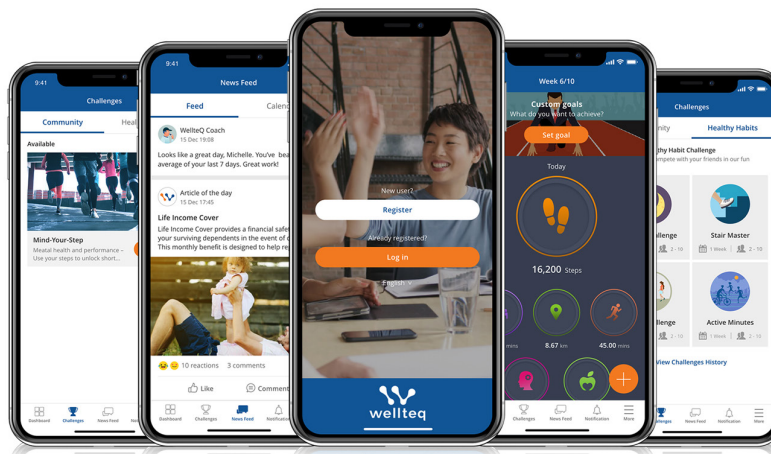 9:41
Challenges
Community
Available
Mind-Your-Step
Meatal health and performance –
Use your steps to unlock short...
Dashboard
Challenges
News Feed
9:41
News Feed
Feed
WellteQ Coach
15 Dec 19:08
Looks like a great day, Michelle. You've
average of your last 7 days. Great work!
Article of the day
15 Dec 17:45
Life Income Cover
Life Income Cover provides a financial
your surviving dependents in the event of
This monthly benefit is designed to help
10 reactions
3 comments
Like
Dashboard
Challenges
News Feed
Notification
New user?
Register
Already registered?
Log in
English
wellteq
Week 6/10
Custom goals
What do you want to achieve?
Set goal
Today
16,200 Steps
mins
8.67 km
45.00 mins
Challenges
News Feed
Notification
More
Challenges
Healthy Habits
Habit Challenge
with your friends in our fun
2 - 10
Stair Master
1 Week
2 - 10
2 - 10
Active Minutes
1 Week
2 - 10
View Challenges History
News Feed
Notification
More